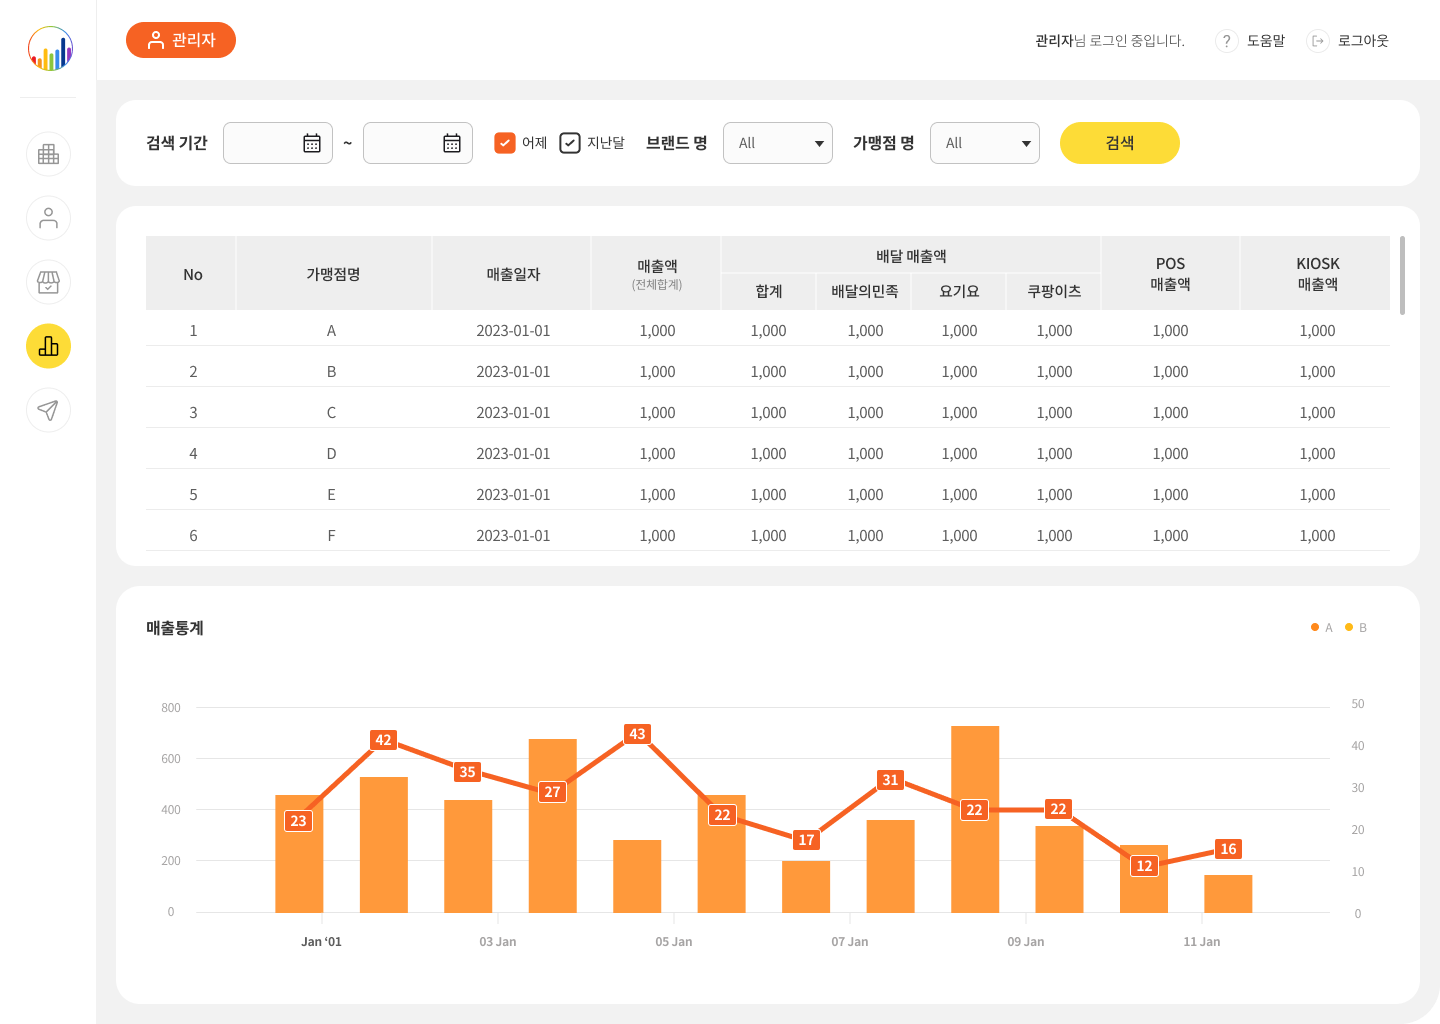 관리자
관리자님 로그인 중입니다.
? 도움말
로그아웃
검색 기간
~
어제
지난달
브랜드 명
All
가맹점 명
All
검색
No 가맹점명 매출일자 매출액 (전체합계) 배달 매출액 POS 매출액 KIOSK 매출액
합계 배달의민족 요기요 쿠팡이츠
1 A 2023-01-01 1,000 1,000 1,000 1,000 1,000 1,000 1,000
2 B 2023-01-01 1,000 1,000 1,000 1,000 1,000 1,000 1,000
3 C 2023-01-01 1,000 1,000 1,000 1,000 1,000 1,000 1,000
4 D 2023-01-01 1,000 1,000 1,000 1,000 1,000 1,000 1,000
5 E 2023-01-01 1,000 1,000 1,000 1,000 1,000 1,000 1,000
6 F 2023-01-01 1,000 1,000 1,000 1,000 1,000 1,000 1,000
매출통계
A B
800
600
400
200
0
50
40
30
20
10
0
23 42 35 27 43 22 17 31 22 22 12 16
Jan ‘01 03 Jan 05 Jan 07 Jan 09 Jan 11 Jan